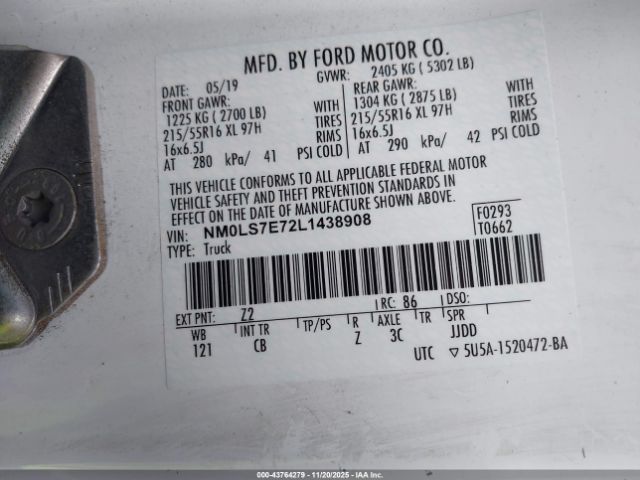 MFD. BY FORD MOTOR CO.
DATE: 05/19 GVWR: 2405 KG ( 5302 LB)
FRONT GAWR: REAR GAWR:
1225 KG ( 2700 LB) WITH 1304 KG ( 2875 LB) WITH
215/55R16 XL 97H TIRES 215/55R16 XL 97H TIRES
16x6.5J RIMS 16x6.5J RIMS
AT 280 kPa/ 41 PSI COLD AT 290 kPa/ 42 PSI COLD
THIS VEHICLE CONFORMS TO ALL APPLICABLE FEDERAL MOTOR
VEHICLE SAFETY AND THEFT PREVENTION STANDARDS IN
EFFECT ON THE DATE OF MANUFACTURE SHOWN ABOVE.
VIN: NM0LS7E72L1438908 F0293
TYPE: Truck T0662
EXT PNT: Z2 RC: 86 DSO:
WB INT TR TP/PS R AXLE TR SPR
121 CB Z 3C JJDD
UTC ▽ 5U5A-1520472-BA
000-43764279 - 11/20/2025 - IAAI.com